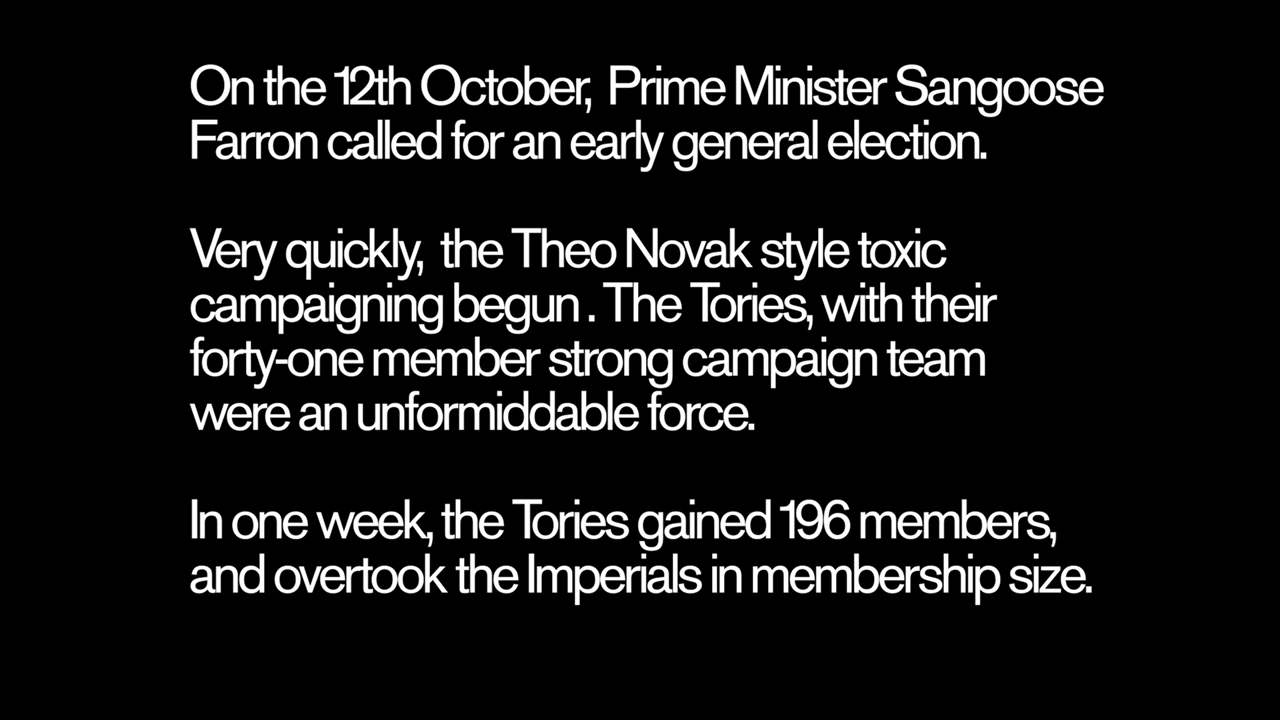 On the 12th October, Prime Minister Sangoose
Farron called for an early general election.
Very quickly, the Theo Novak style toxic
campaigning begun . The Tories, with their
forty-one member strong campaign team
were an unformiddable force.
In one week, the Tories gained 196 members,
and overtook the Imperials in membership size.